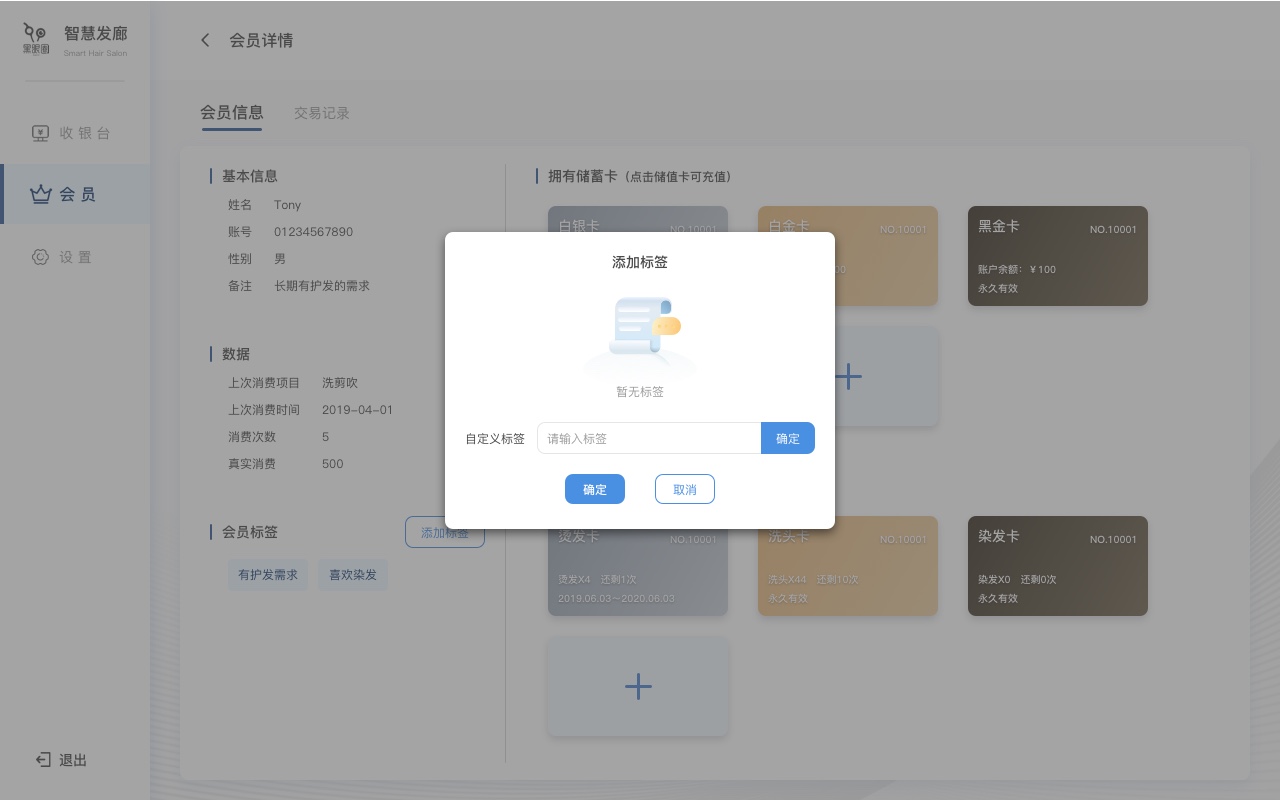 黑眼圈
智慧发廊
Smart Hair Salon
会员详情
会员信息
交易记录
收银台
会员
设置
退出
基本信息
姓名 Tony
账号 01234567890
性别 男
备注 长期有护发的需求
数据
上次消费项目 洗剪吹
上次消费时间 2019-04-01
消费次数 5
真实消费 500
会员标签
添加标签
有护发需求
喜欢染发
拥有储蓄卡（点击储值卡可充值）
白银卡 NO.10001
白金卡 NO.10001
黑金卡 NO.10001
账户余额：￥100
永久有效
添加标签
暂无标签
自定义标签 请输入标签 确定
确定 取消
烫发卡 NO.10001
烫发X4 还剩1次
2019.06.03～2020.06.03
洗头卡 NO.10001
洗头X44 还剩10次
永久有效
染发卡 NO.10001
染发X0 还剩0次
永久有效